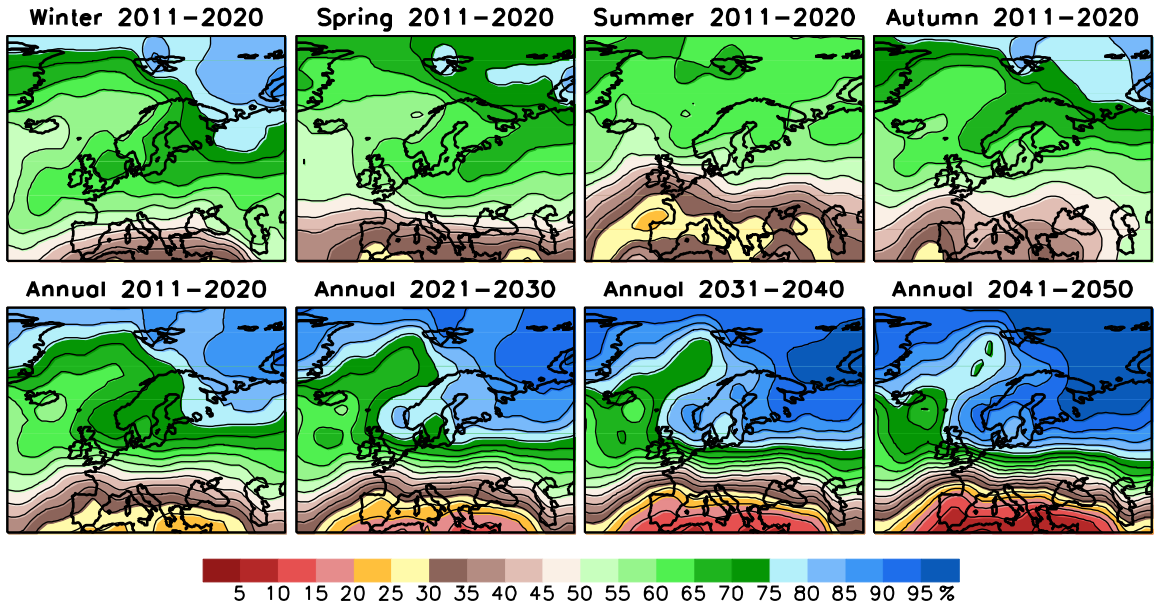 Winter 2011−2020 Spring 2011−2020 Summer 2011−2020 Autumn 2011−2020
Annual 2011−2020 Annual 2021−2030 Annual 2031−2040 Annual 2041−2050
5 10 15 20 25 30 35 40 45 50 55 60 65 70 75 80 85 90 95 %